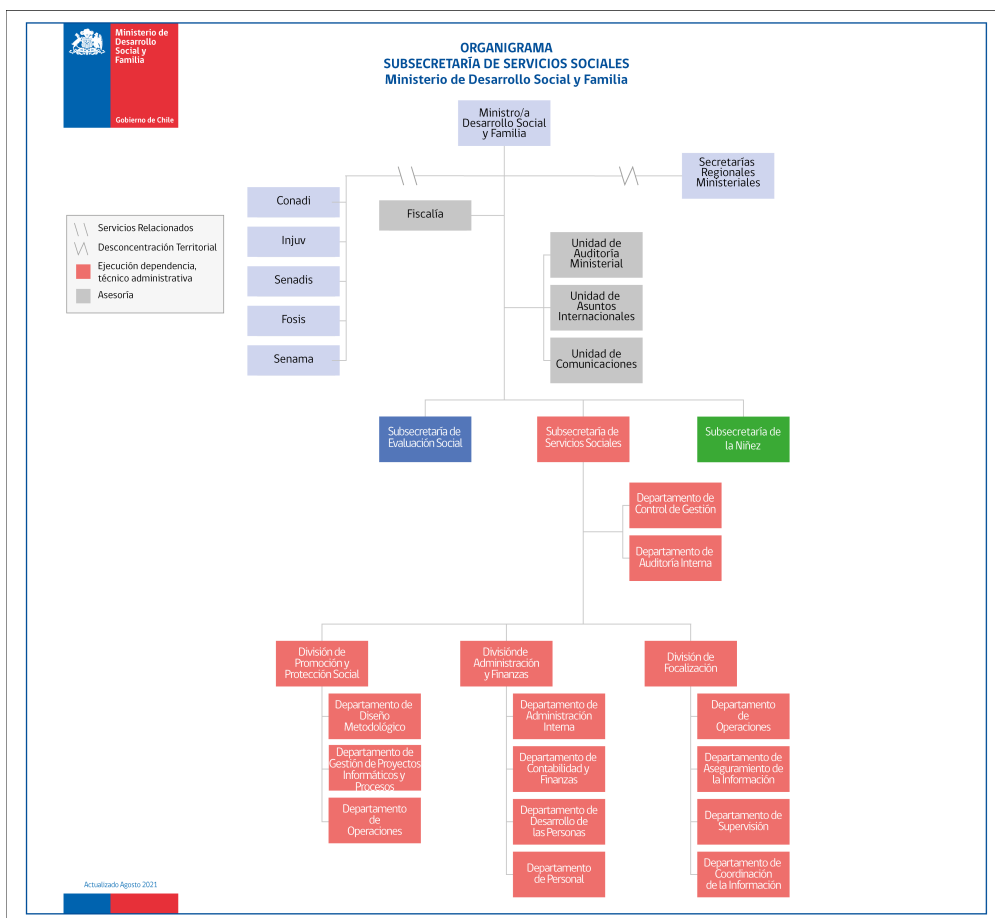 Ministerio de
Desarrollo
Social y
Familia
Gobierno de Chile
ORGANIGRAMA
SUBSECRETARÍA DE SERVICIOS SOCIALES
Ministerio de Desarrollo Social y Familia
Ministro/a
Desarrollo Social
y Familia
Secretarías
Regionales
Ministeriales
Conadi
Injuv
Senadis
Fosis
Senama
Fiscalía
Servicios Relacionados
Desconcentración Territorial
Ejecución dependencia,
técnico administrativa
Asesoría
Unidad de
Auditoría
Ministerial
Unidad de
Asuntos
Internacionales
Unidad de
Comunicaciones
Subsecretaría de
Evaluación Social
Subsecretaría de
Servicios Sociales
Subsecretaría de
la Niñez
Departamento de
Control de Gestión
Departamento de
Auditoría Interna
División de
Promoción y
Protección Social
Divisiónde
Administración
y Finanzas
División de
Focalización
Departamento de
Diseño
Metodológico
Departamento de
Gestión de Proyectos
Informáticos y
Procesos
Departamento
de
Operaciones
Departamento de
Administración
Interna
Departamento de
Contabilidad y
Finanzas
Departamento de
Desarrollo de
las Personas
Departamento
de Personal
Departamento
de
Operaciones
Departamento de
Aseguramiento de
la Información
Departamento de
Supervisión
Departamento de
Coordinación
de la Información
Actualizado Agosto 2021